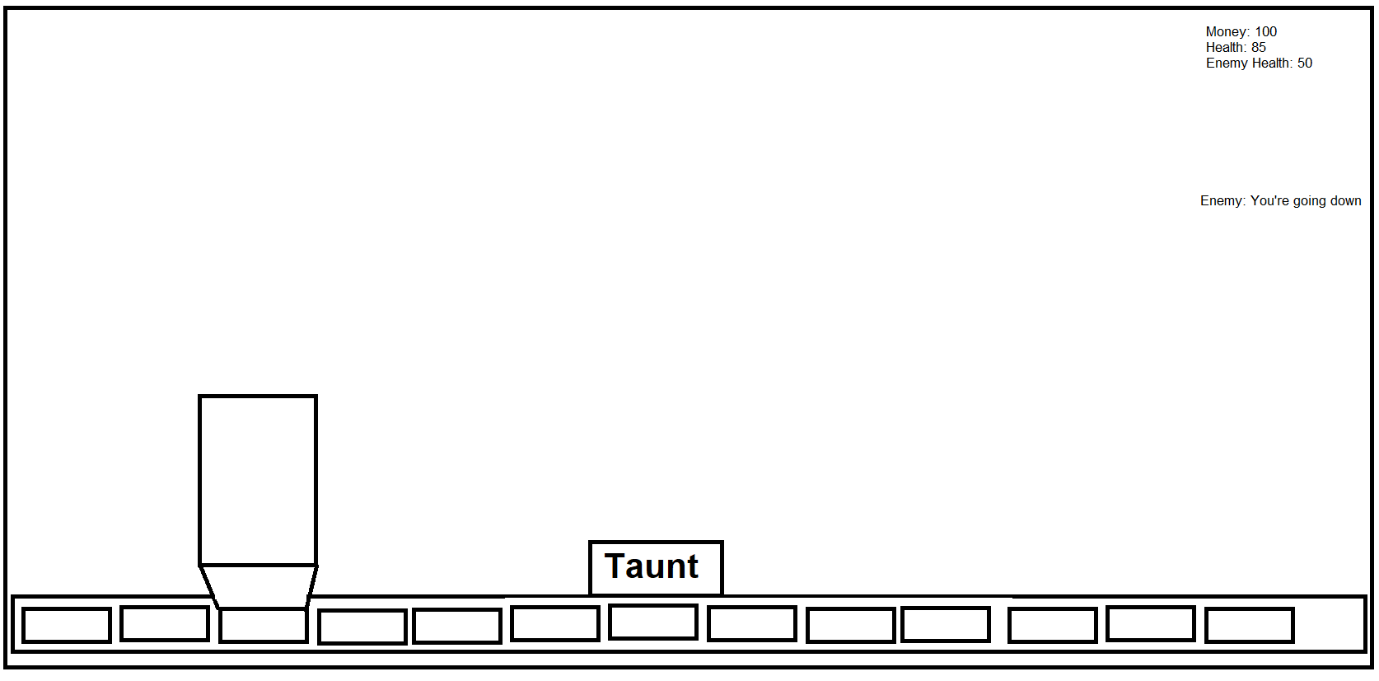 Money: 100
Health: 85
Enemy Health: 50
Enemy: You're going down
Taunt